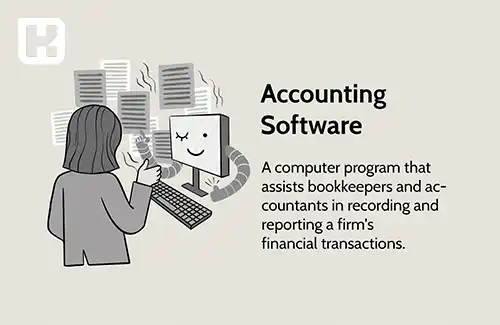 Accounting
Software
A computer program that
assists bookkeepers and ac-
countants in recording and
reporting a firm's
financial transactions.